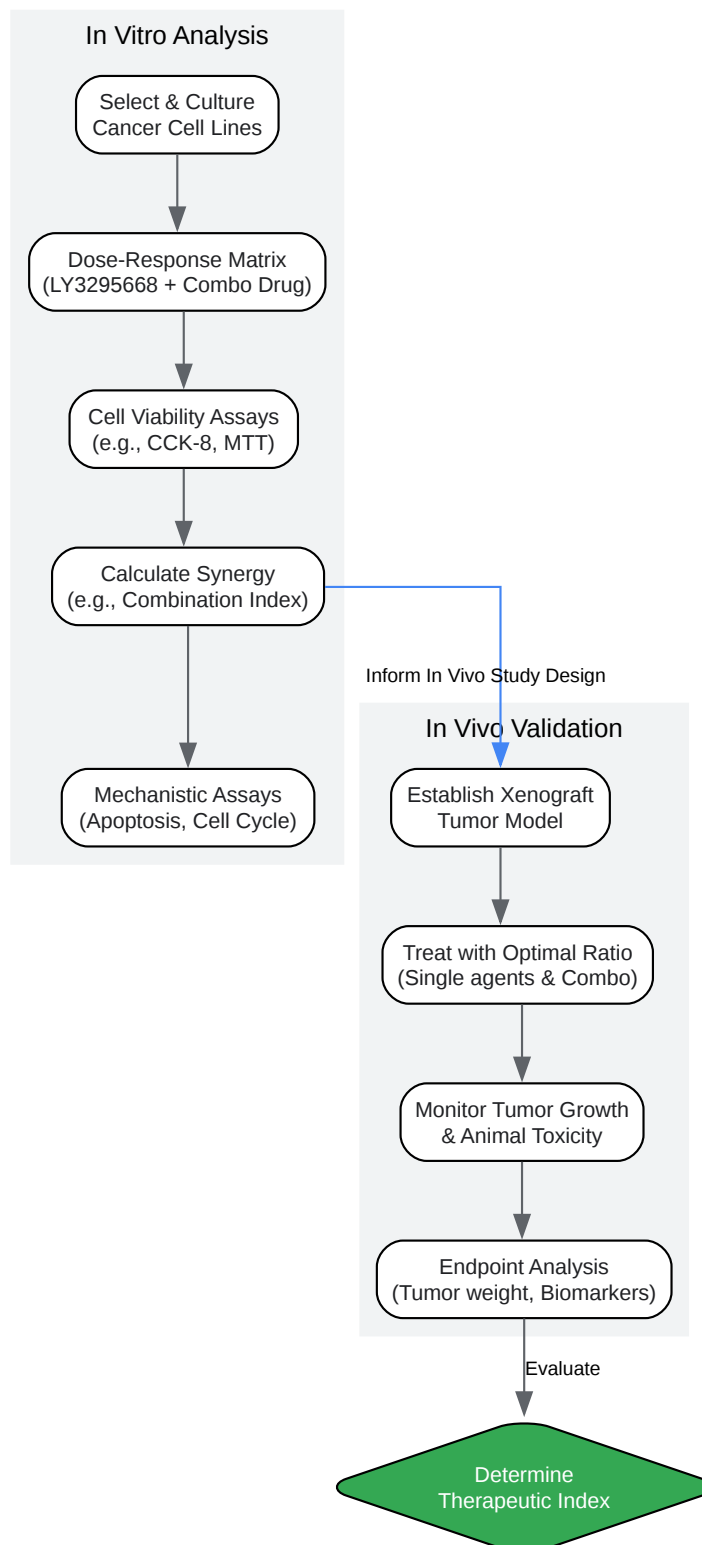 In Vitro Analysis
Select & Culture
Cancer Cell Lines
Dose-Response Matrix
(LY3295668 + Combo Drug)
Cell Viability Assays
(e.g., CCK-8, MTT)
Calculate Synergy
(e.g., Combination Index)
Mechanistic Assays
(Apoptosis, Cell Cycle)
Inform In Vivo Study Design
In Vivo Validation
Establish Xenograft
Tumor Model
Treat with Optimal Ratio
(Single agents & Combo)
Monitor Tumor Growth
& Animal Toxicity
Endpoint Analysis
(Tumor weight, Biomarkers)
Evaluate
Determine
Therapeutic Index